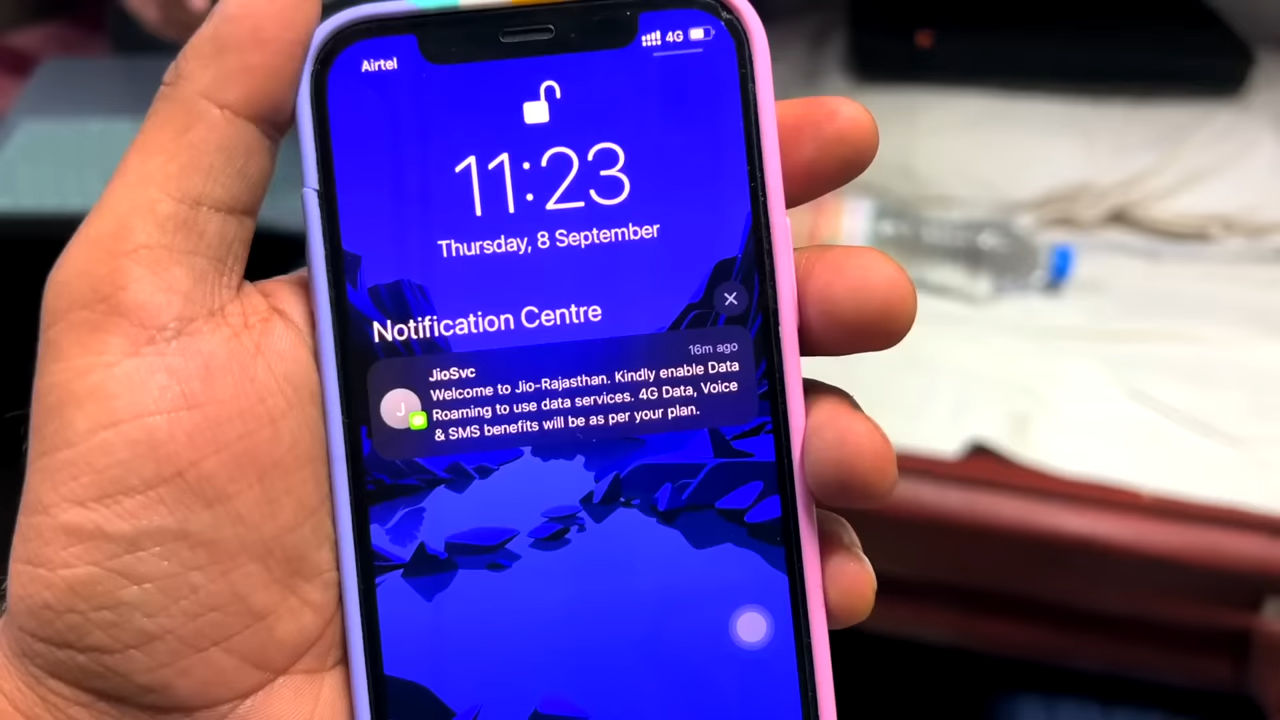 Airtel
4G
11:23
Thursday, 8 September
Notification Centre
16m ago
JioSvc
J
Welcome to Jio-Rajasthan. Kindly enable Data
Roaming to use data services. 4G Data, Voice
& SMS benefits will be as per your plan.